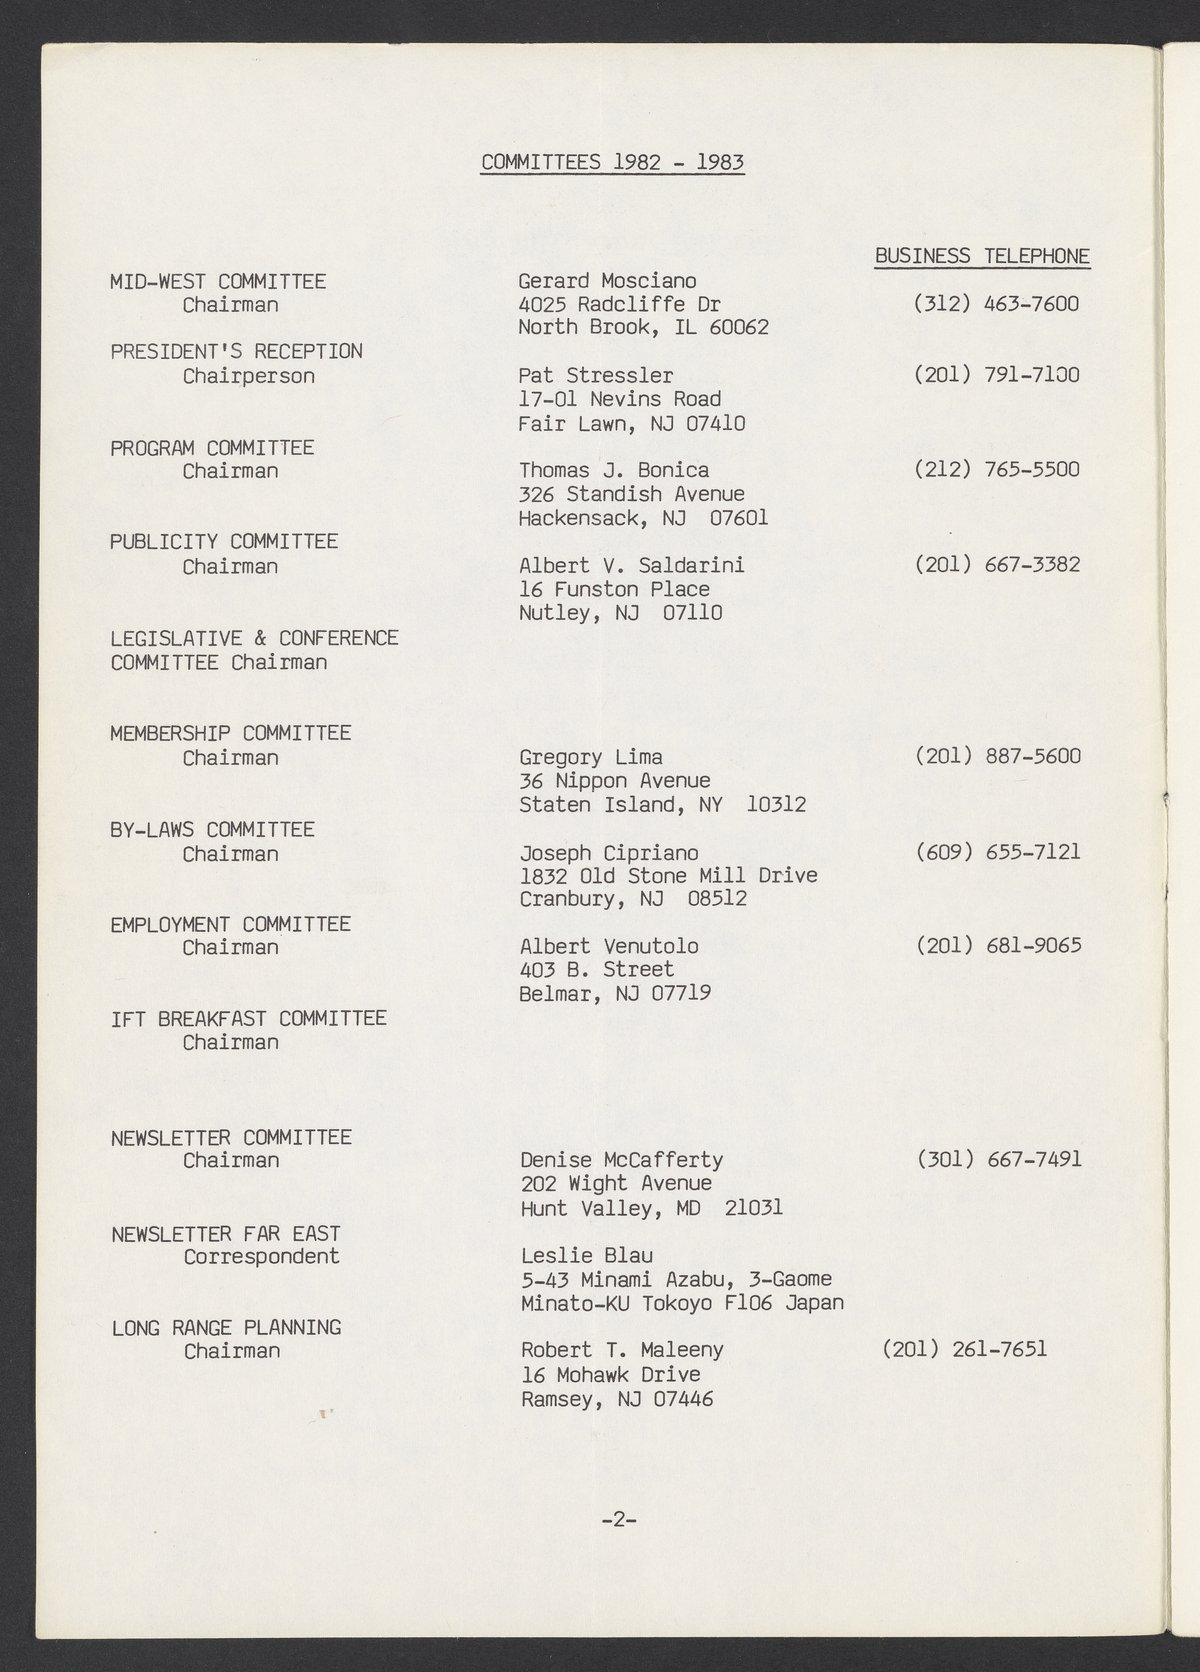 COMMITTEES 1982 - 1983
BUSINESS TELEPHONE
MID-WEST COMMITTEE Gerard Mosciano
Chairman 4025 Radcliffe Dr (312) 463-7600
North Brook, IL 60062
PRESIDENT'S RECEPTION
Chairperson Pat Stressler (201) 791-7100
17-01 Nevins Road
Fair Lawn, NJ 07410
PROGRAM COMMITTEE
Chairman Thomas J. Bonica (212) 765-5500
326 Standish Avenue
Hackensack, NJ 07601
PUBLICITY COMMITTEE
Chairman Albert V. Saldarini (201) 667-3382
16 Funston Place
Nutley, NJ 07110
LEGISLATIVE & CONFERENCE
COMMITTEE Chairman
MEMBERSHIP COMMITTEE
Chairman Gregory Lima (201) 887-5600
36 Nippon Avenue
Staten Island, NY 10312
BY-LAWS COMMITTEE
Chairman Joseph Cipriano (609) 655-7121
1832 Old Stone Mill Drive
Cranbury, NJ 08512
EMPLOYMENT COMMITTEE
Chairman Albert Venutolo (201) 681-9065
403 B. Street
Belmar, NJ 07719
IFT BREAKFAST COMMITTEE
Chairman
NEWSLETTER COMMITTEE
Chairman Denise McCafferty (301) 667-7491
202 Wight Avenue
Hunt Valley, MD 21031
NEWSLETTER FAR EAST
Correspondent Leslie Blau
5-43 Minami Azabu, 3-Gaome
Minato-KU Tokoyo F106 Japan
LONG RANGE PLANNING
Chairman Robert T. Maleeny (201) 261-7651
16 Mohawk Drive
Ramsey, NJ 07446
-2-